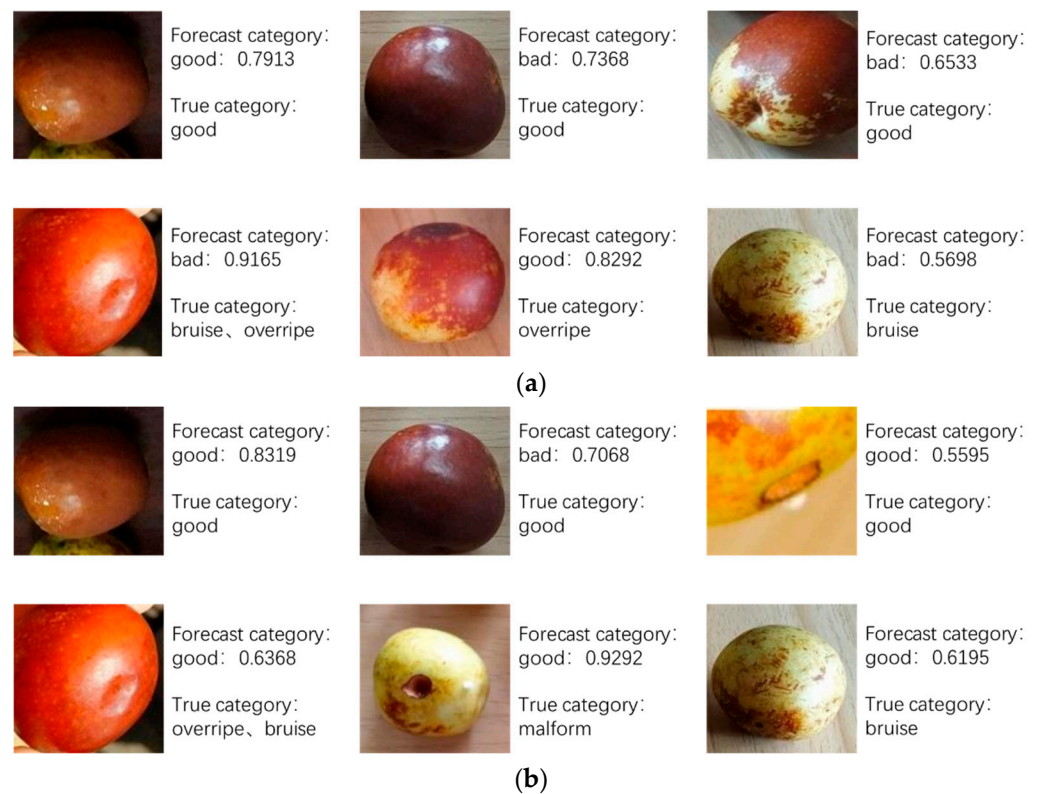 Forecast category:
good: 0.7913
True category:
good
Forecast category:
bad: 0.7368
True category:
good
Forecast category:
bad: 0.6533
True category:
good
Forecast category:
bad: 0.9165
True category:
bruise、overripe
Forecast category:
good: 0.8292
True category:
overripe
Forecast category:
bad: 0.5698
True category:
bruise
(a)
Forecast category:
good: 0.8319
True category:
good
Forecast category:
bad: 0.7068
True category:
good
Forecast category:
good: 0.5595
True category:
good
Forecast category:
good: 0.6368
True category:
overripe、bruise
Forecast category:
good: 0.9292
True category:
malform
Forecast category:
good: 0.6195
True category:
bruise
(b)